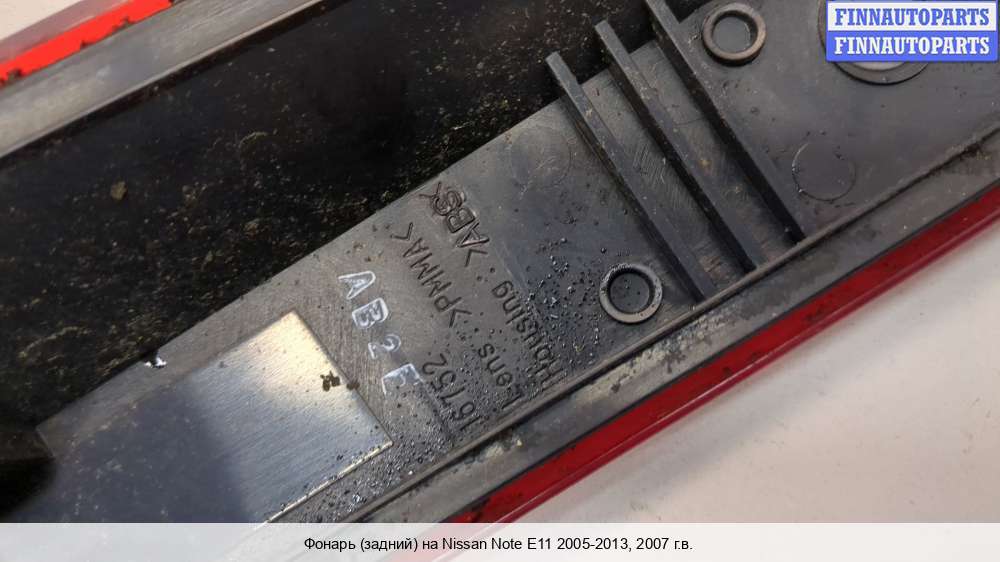 FINNAUTOPARTS
FINNAUTOPARTS
Housing : >ABS<
Lens : >PMMA<
16752
AB2E
Фонарь (задний) на Nissan Note E11 2005-2013, 2007 г.в.